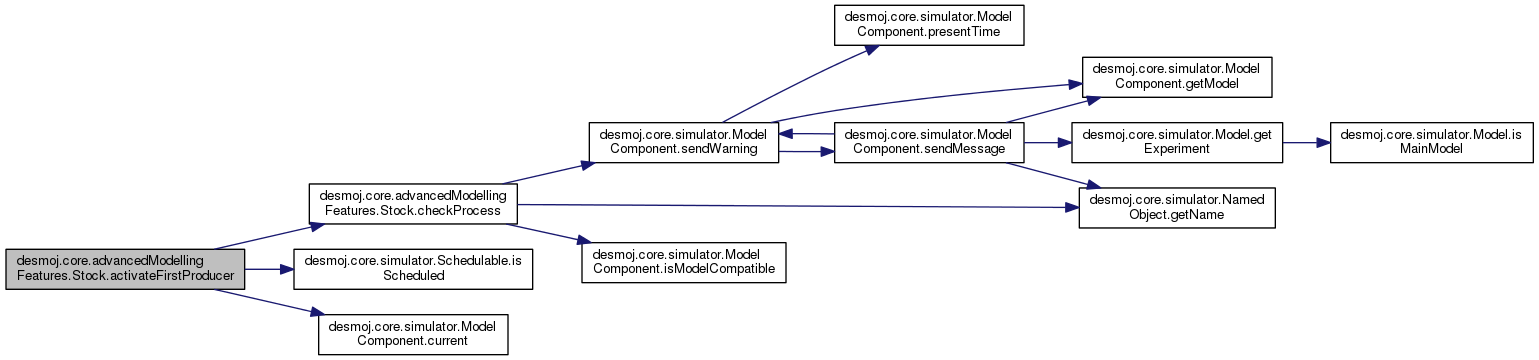 desmoj.core.simulator.Model
Component.presentTime
desmoj.core.simulator.Model
Component.getModel
desmoj.core.simulator.Model
Component.sendWarning
desmoj.core.simulator.Model
Component.sendMessage
desmoj.core.simulator.Model.get
Experiment
desmoj.core.simulator.Model.is
MainModel
desmoj.core.advancedModelling
Features.Stock.checkProcess
desmoj.core.simulator.Named
Object.getName
desmoj.core.advancedModelling
Features.Stock.activateFirstProducer
desmoj.core.simulator.Schedulable.is
Scheduled
desmoj.core.simulator.Model
Component.isModelCompatible
desmoj.core.simulator.Model
Component.current